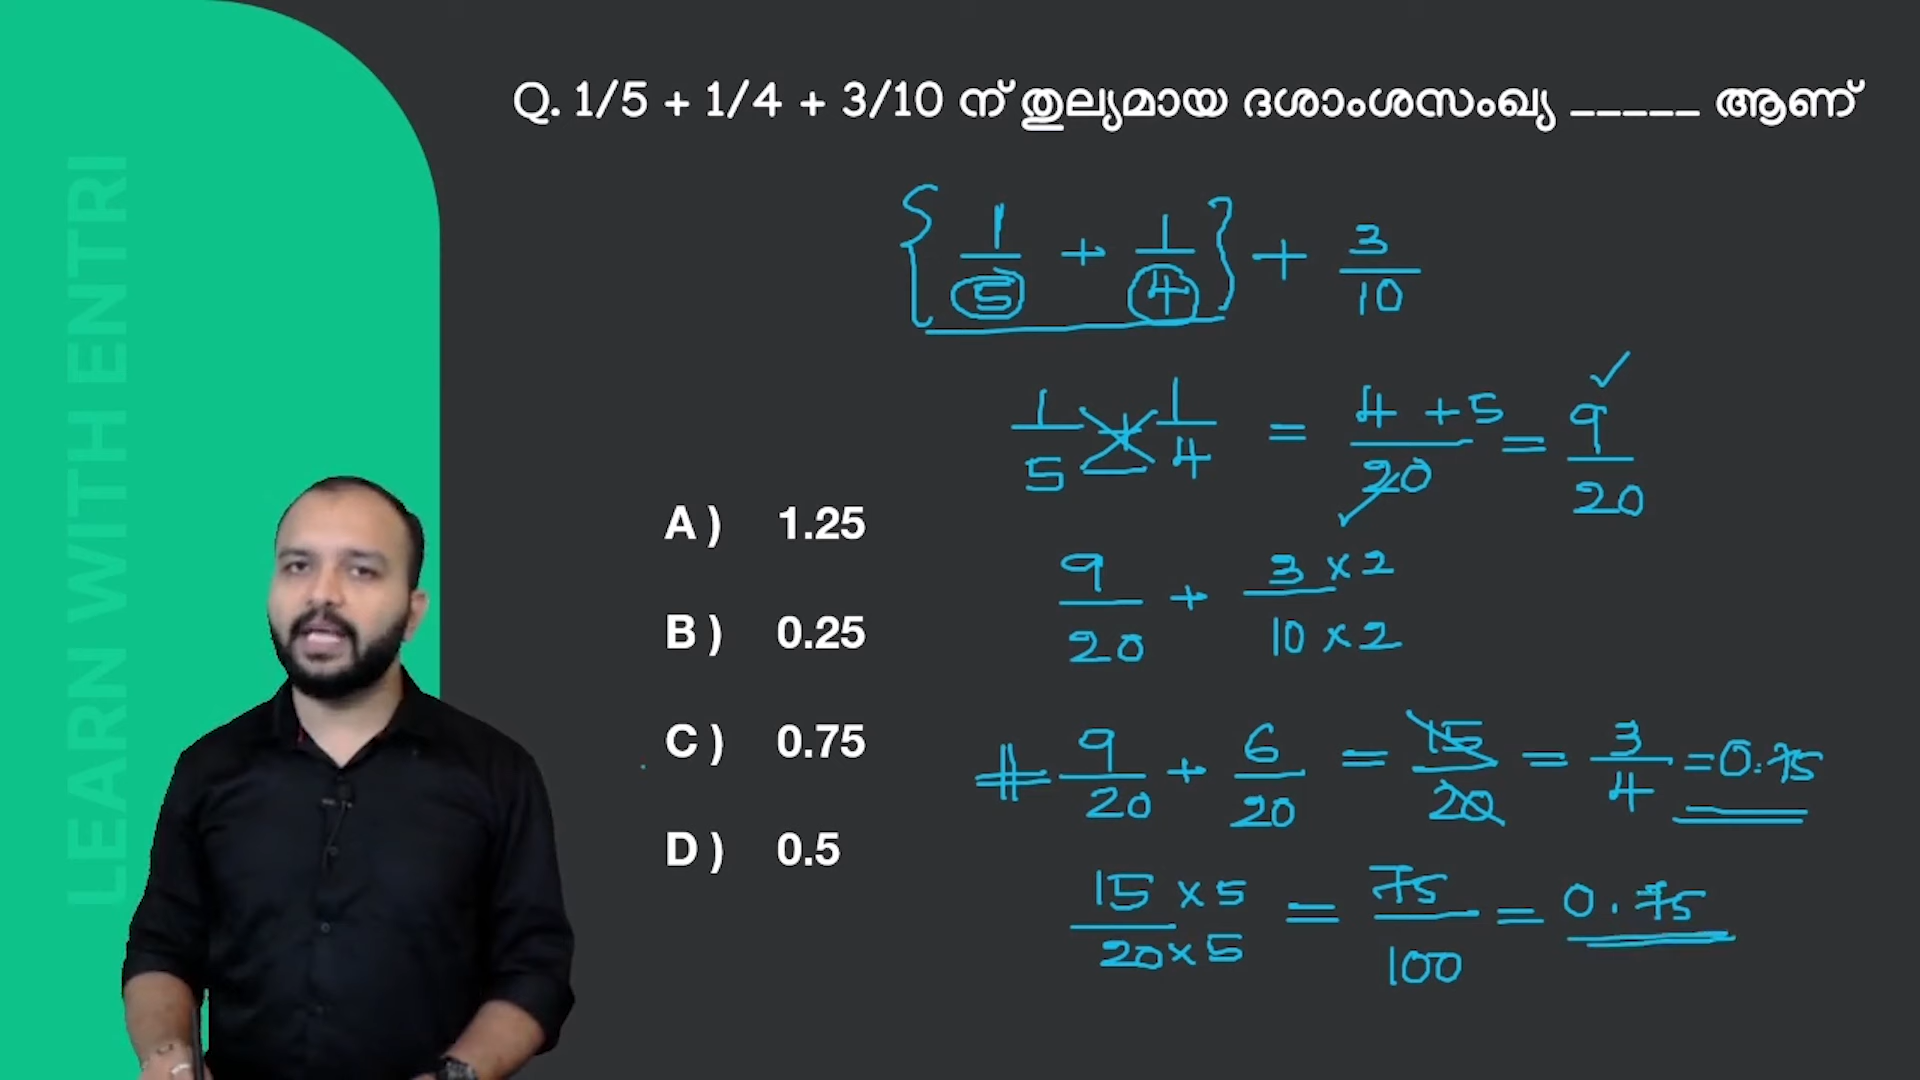 LEARN WITH ENTRI
Q. 1/5 + 1/4 + 3/10 ന് തുല്യമായ ദശാംശസംഖ്യ _____ ആണ്
{1/5 + 1/4} + 3/10
1/5 + 1/4 = 4 + 5/20 = 9/20
9/20 + 3 × 2/10 × 2
9/20 + 6/20 = 15/20 = 3/4 = 0.75
15 × 5/20 × 5 = 75/100 = 0.75
A) 1.25
B) 0.25
C) 0.75
D) 0.5